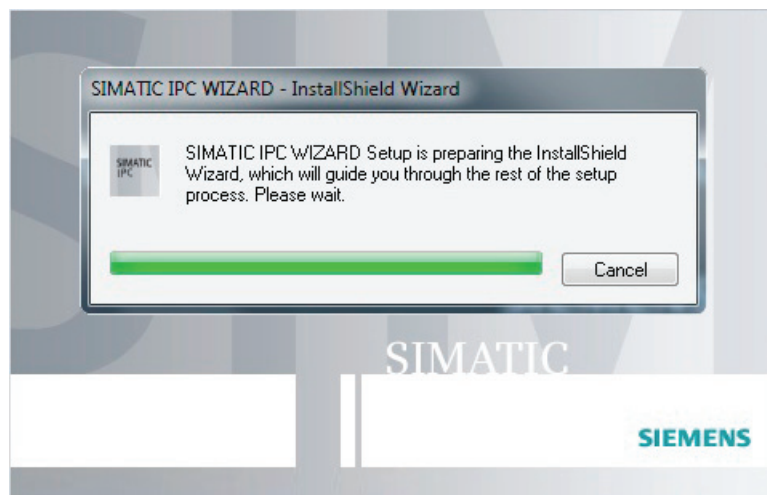 SIMATIC IPC WIZARD - InstallShield Wizard
SIMATIC
IPC
SIMATIC IPC WIZARD Setup is preparing the InstallShield
Wizard, which will guide you through the rest of the setup
process. Please wait.
Cancel
SIMATIC
SIEMENS